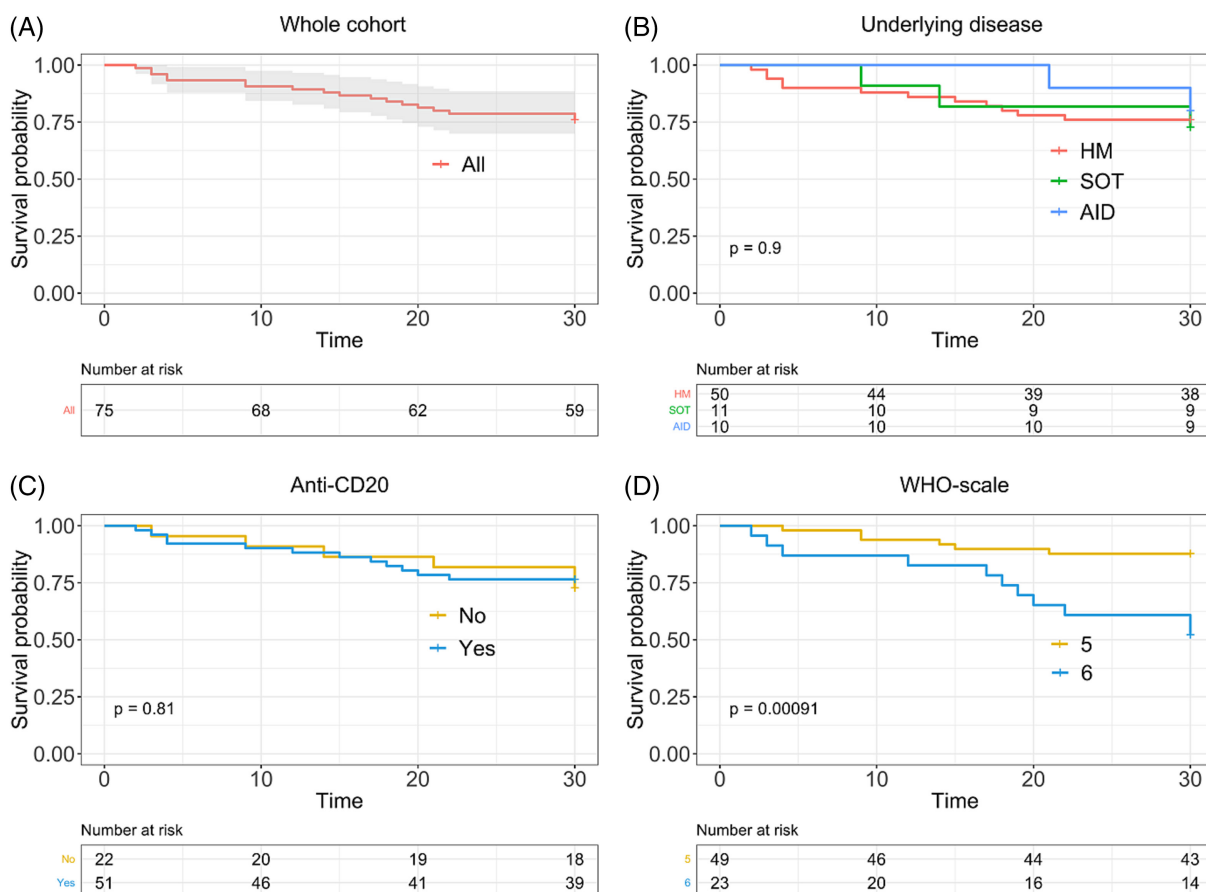 (A) Whole cohort
Survival probability
1.00
0.75
0.50
0.25
0.00
All
0 10 20 30
Time
Number at risk
All 75 68 62 59
(B) Underlying disease
Survival probability
1.00
0.75
0.50
0.25
0.00
HM
SOT
AID
p = 0.9
0 10 20 30
Time
Number at risk
HM 50 44 39 38
SOT 11 10 9 9
AID 10 10 10 9
(C) Anti-CD20
Survival probability
1.00
0.75
0.50
0.25
0.00
No
Yes
p = 0.81
0 10 20 30
Time
Number at risk
No 22 20 19 18
Yes 51 46 41 39
(D) WHO-scale
Survival probability
1.00
0.75
0.50
0.25
0.00
5
6
p = 0.00091
0 10 20 30
Time
Number at risk
5 49 46 44 43
6 23 20 16 14